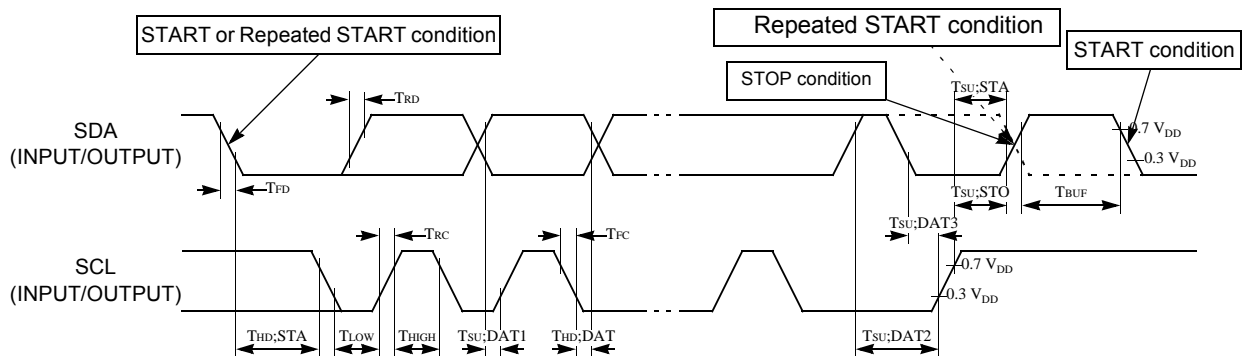 START or Repeated START condition
Repeated START condition
START condition
STOP condition
TSU;STA
TRD
SDA
(INPUT/OUTPUT)
0.7 VDD
0.3 VDD
TFD
TSU;STO
TBUF
TSU;DAT3
TRC
TFC
SCL
(INPUT/OUTPUT)
0.7 VDD
0.3 VDD
THD;STA
TLOW
THIGH
TSU;DAT1
THD;DAT
TSU;DAT2